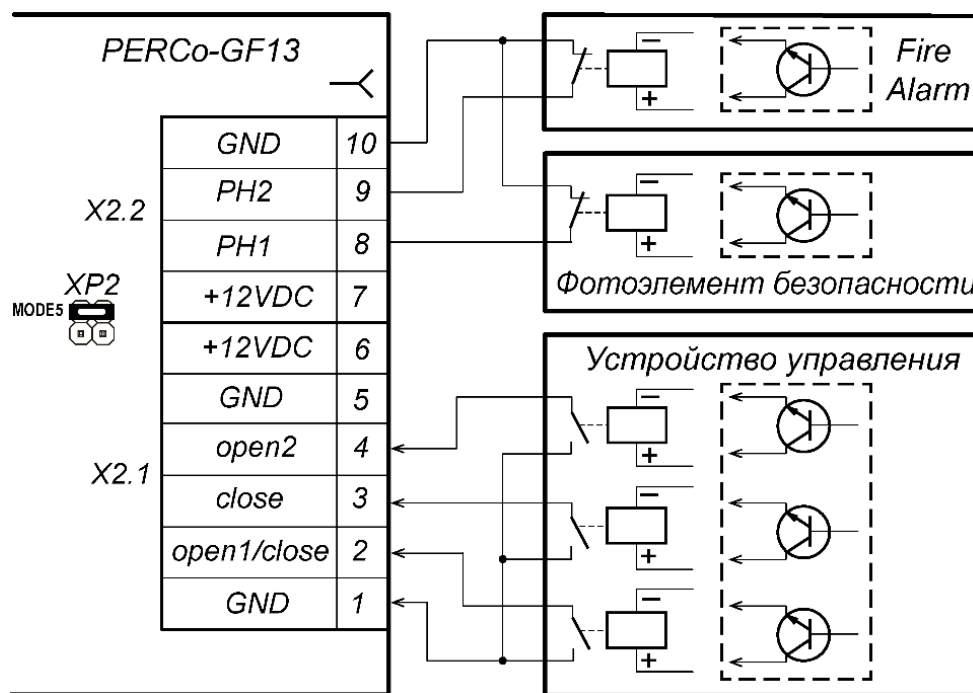 PERCo-GF13
X2.2
GND 10
PH2 9
PH1 8
+12VDC 7
XP2
MODE5
+12VDC 6
GND 5
X2.1
open2 4
close 3
open1/close 2
GND 1
Fire
Alarm
−
+
Фотоэлемент безопасности
−
+
Устройство управления
−
+
−
+
−
+